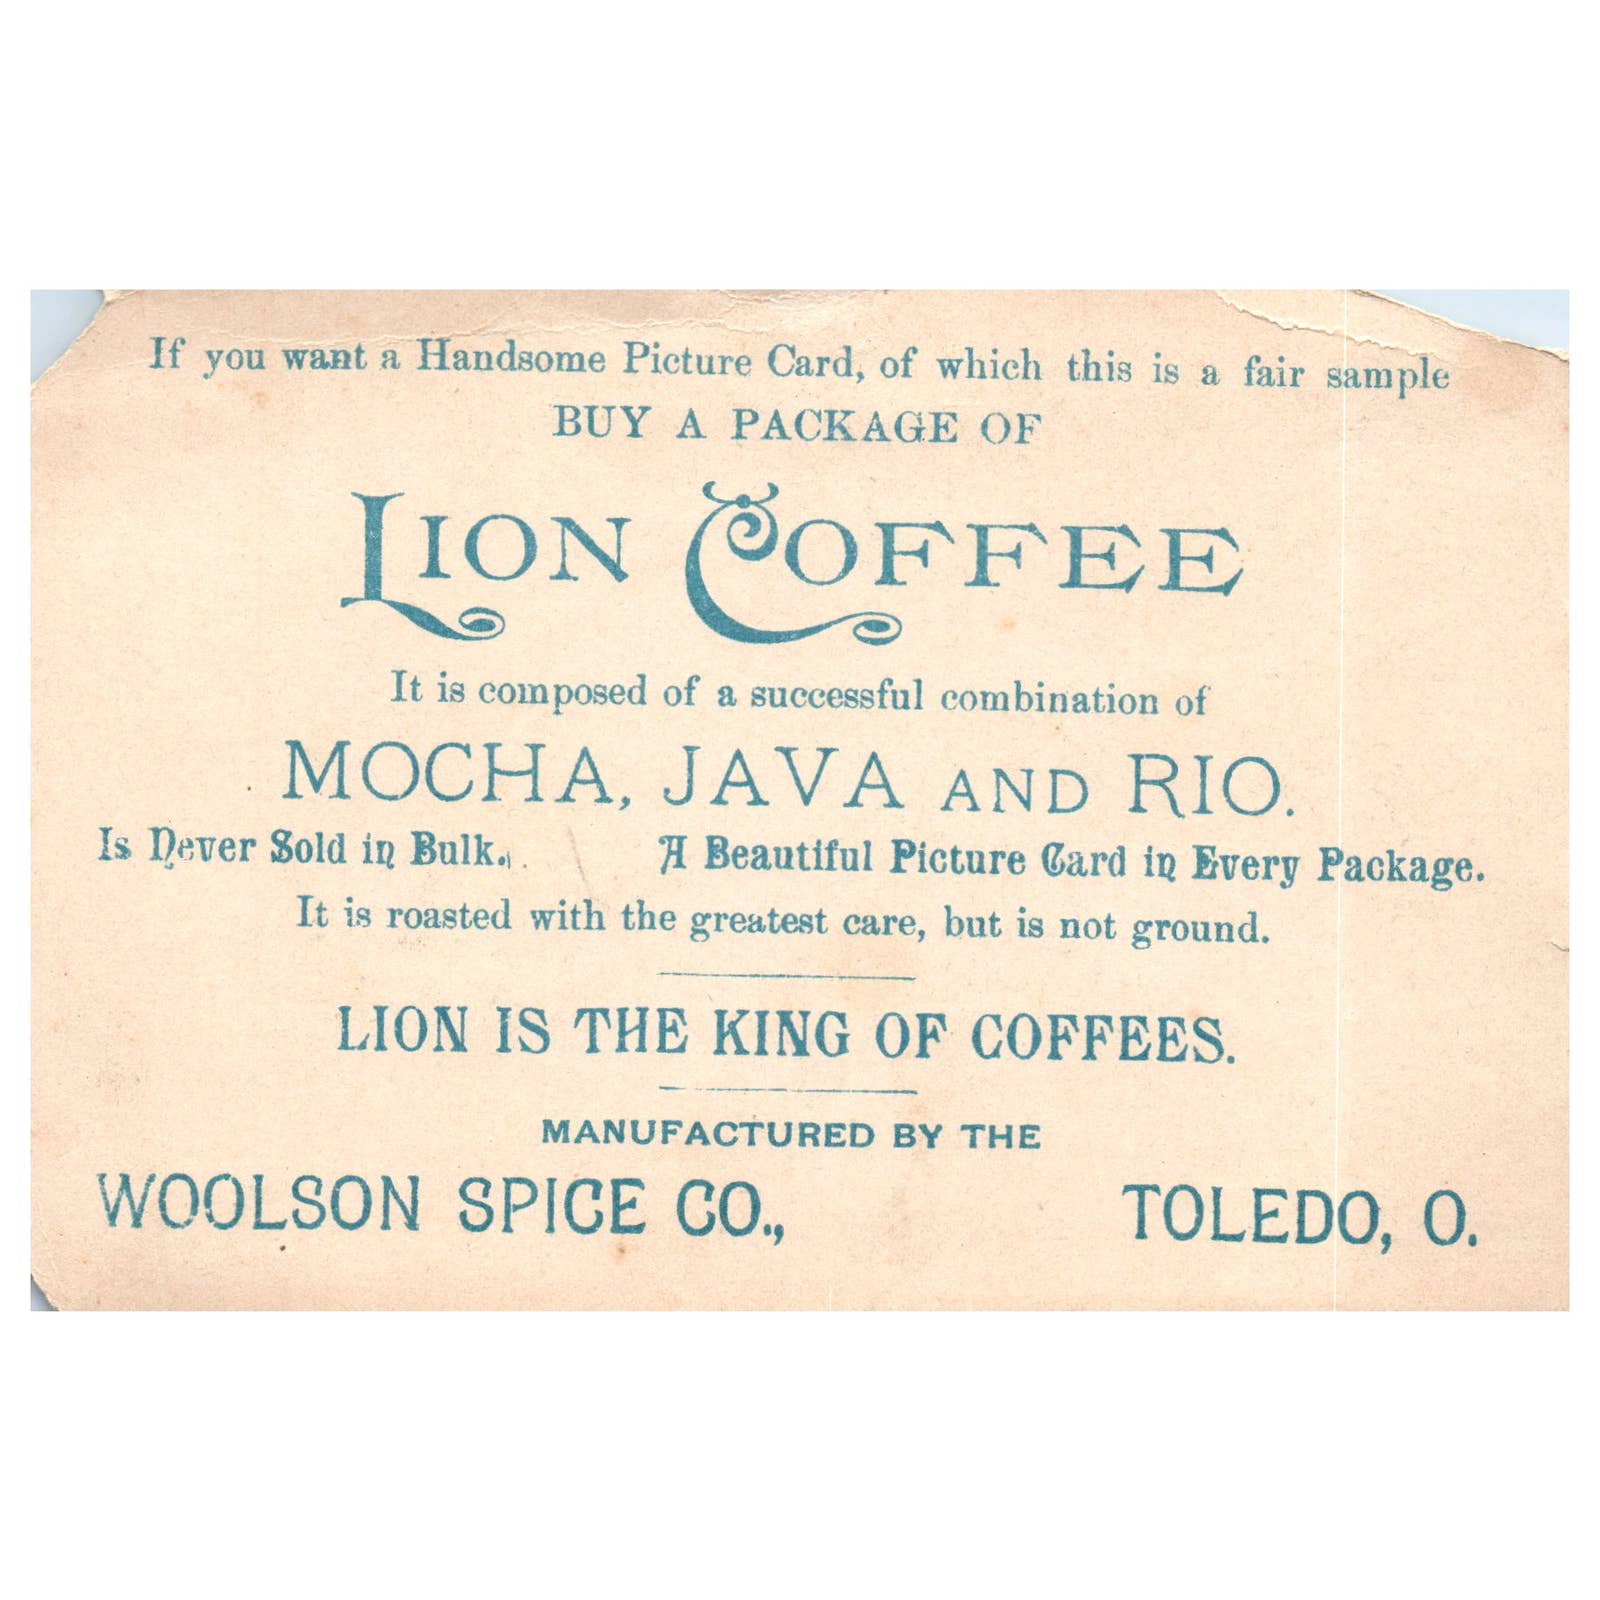 If you want a Handsome Picture Card, of which this is a fair sample
BUY A PACKAGE OF
LION COFFEE
It is composed of a successful combination of
MOCHA, JAVA AND RIO.
Is Never Sold in Bulk. A Beautiful Picture Card in Every Package.
It is roasted with the greatest care, but is not ground.
LION IS THE KING OF COFFEES.
MANUFACTURED BY THE
WOOLSON SPICE CO., TOLEDO, O.